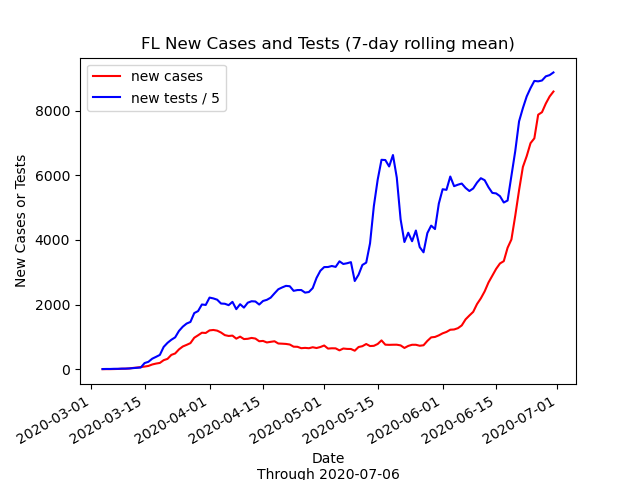 FL New Cases and Tests (7-day rolling mean)
new cases
new tests / 5
New Cases or Tests
8000
6000
4000
2000
0
2020-03-01
2020-03-15
2020-04-01
2020-04-15
2020-05-01
2020-05-15
2020-06-01
2020-06-15
2020-07-01
Date
Through 2020-07-06